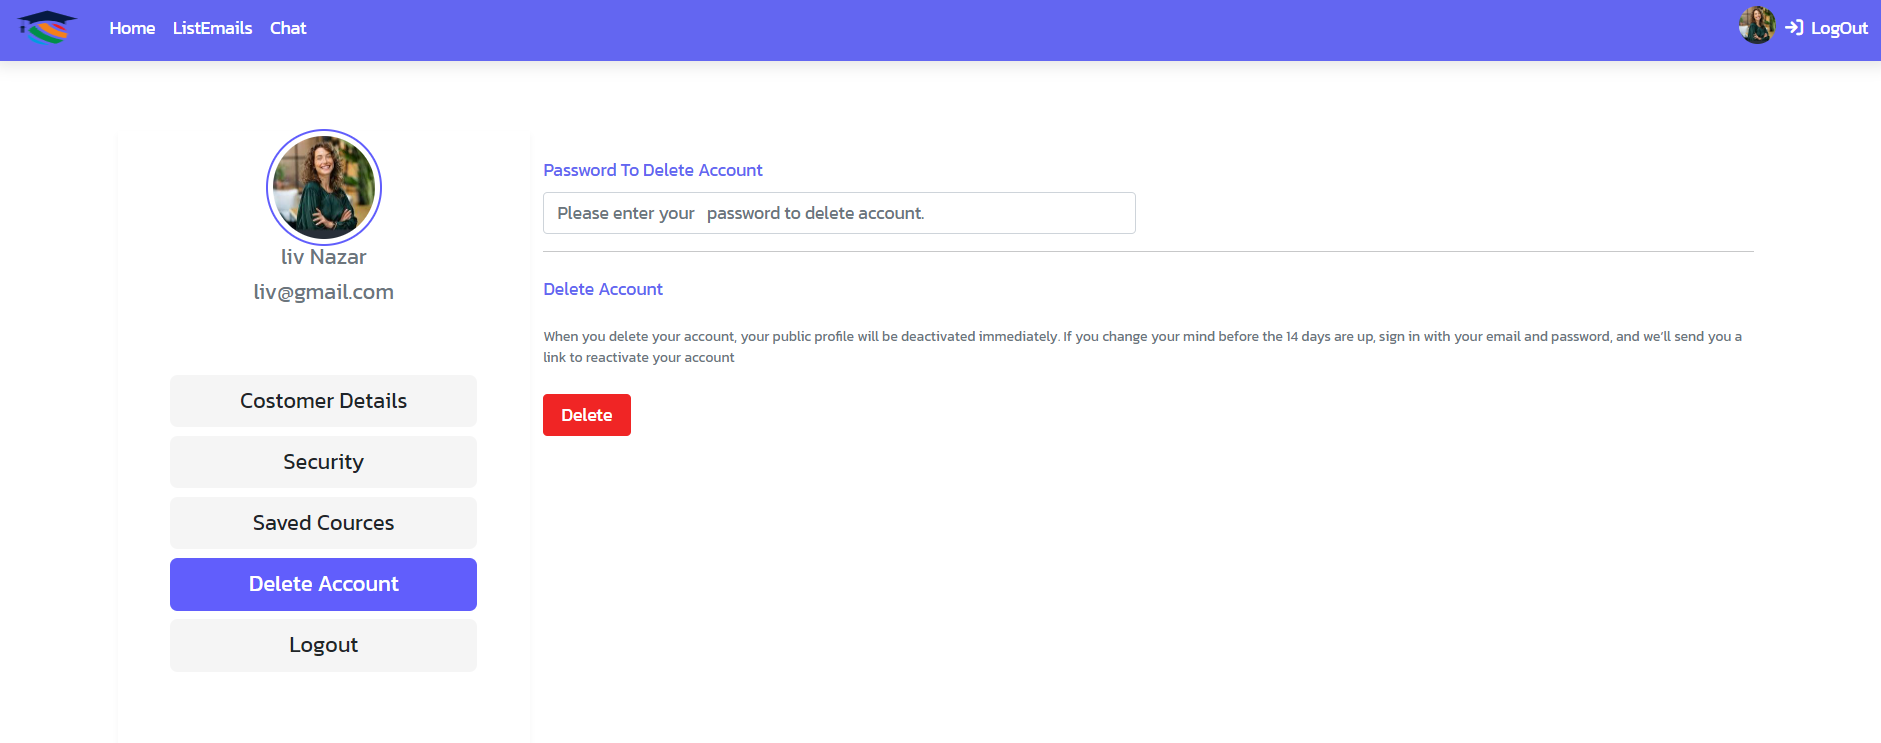 Home ListEmails Chat LogOut
liv Nazar
liv@gmail.com
Costomer Details
Security
Saved Cources
Delete Account
Logout
Password To Delete Account
Please enter your   password to delete account.
Delete Account
When you delete your account, your public profile will be deactivated immediately. If you change your mind before the 14 days are up, sign in with your email and password, and we’ll send you a
link to reactivate your account
Delete